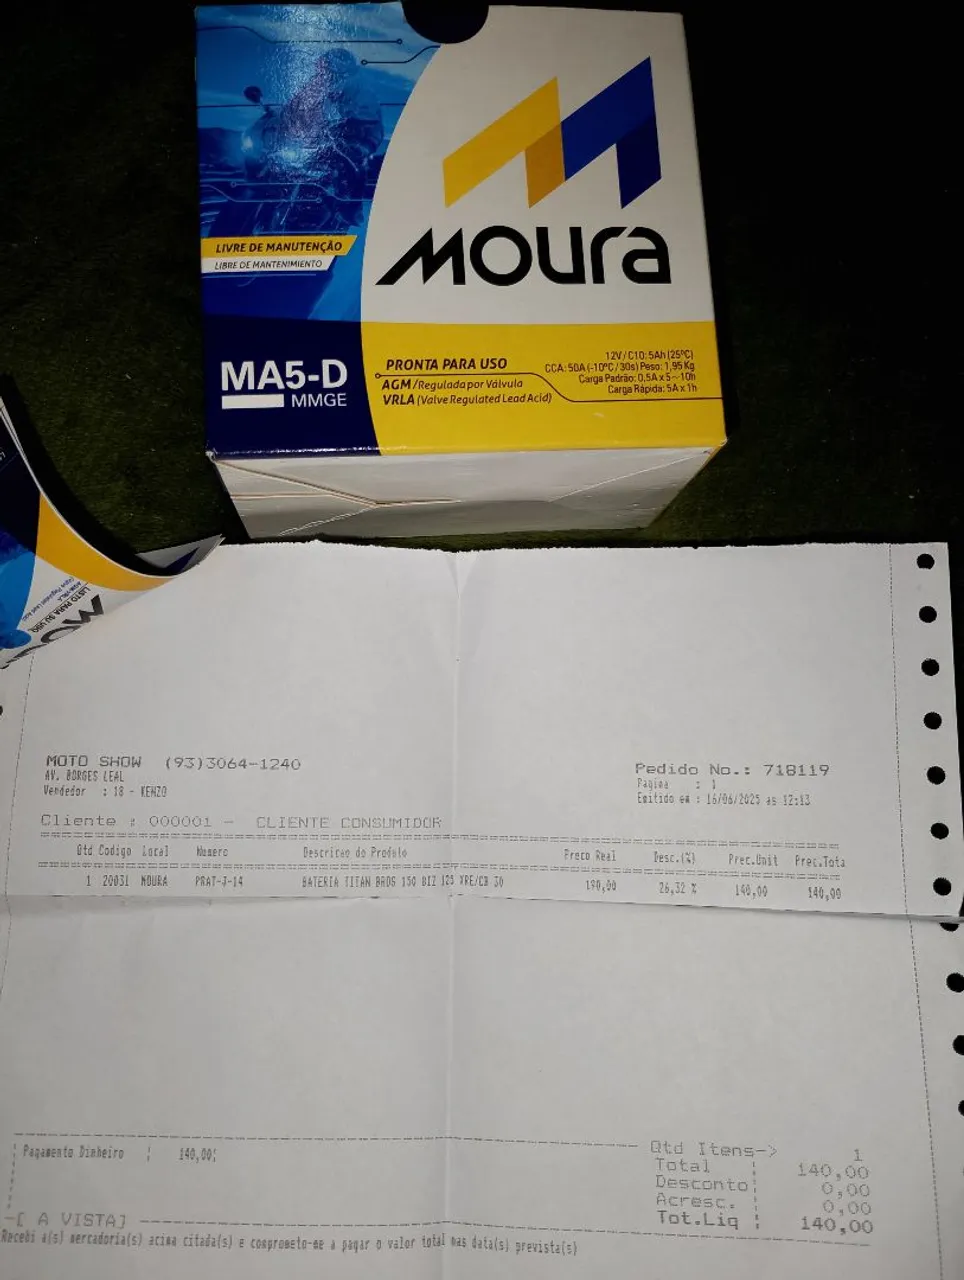 moura
LIVRE DE MANUTENÇÃO
LIBRE DE MANTENIMIENTO
MA5-D
MMGE
PRONTA PARA USO
AGM /Regulada por Válvula
VRLA (Valve Regulated Lead Acid)
12V / C10: 5Ah (25ºC)
CCA: 50A (-10ºC / 30s) Peso: 1,95 Kg
Carga Padrão: 0,5A x 5 ~ 10h
Carga Rápida: 5A x 1h
LISTO PARA SU USO
MOTO SHOW (93)3064-1240
AV. BORGES LEAL
Vendedor : 18 - KENZO
Pedido No.: 718119
Pagina : 1
Emitido em : 16/06/2025 as 12:13
Cliente : 000001 - CLIENTE CONSUMIDOR
Qtd Codigo Local Numero Descricao do Produto Preco Real Desc.(%) Prec.Unit Prec.Tota
1 20031 MOURA PRAT-J-14 BATERIA TITAN BROS 150 BIZ 125 XRE/CB 30 190,00 26,32 % 140,00 140,00
Pagamento Dinheiro : 140,00
Qtd Itens-> 1
Total : 140,00
Desconto: 0,00
Acresc. : 0,00
Tot.Liq : 140,00
-[ A VISTA]
Recebi a(s) mercadoria(s) acima citada(s) e comprometo-me a pagar o valor total nas data(s) prevista(s)